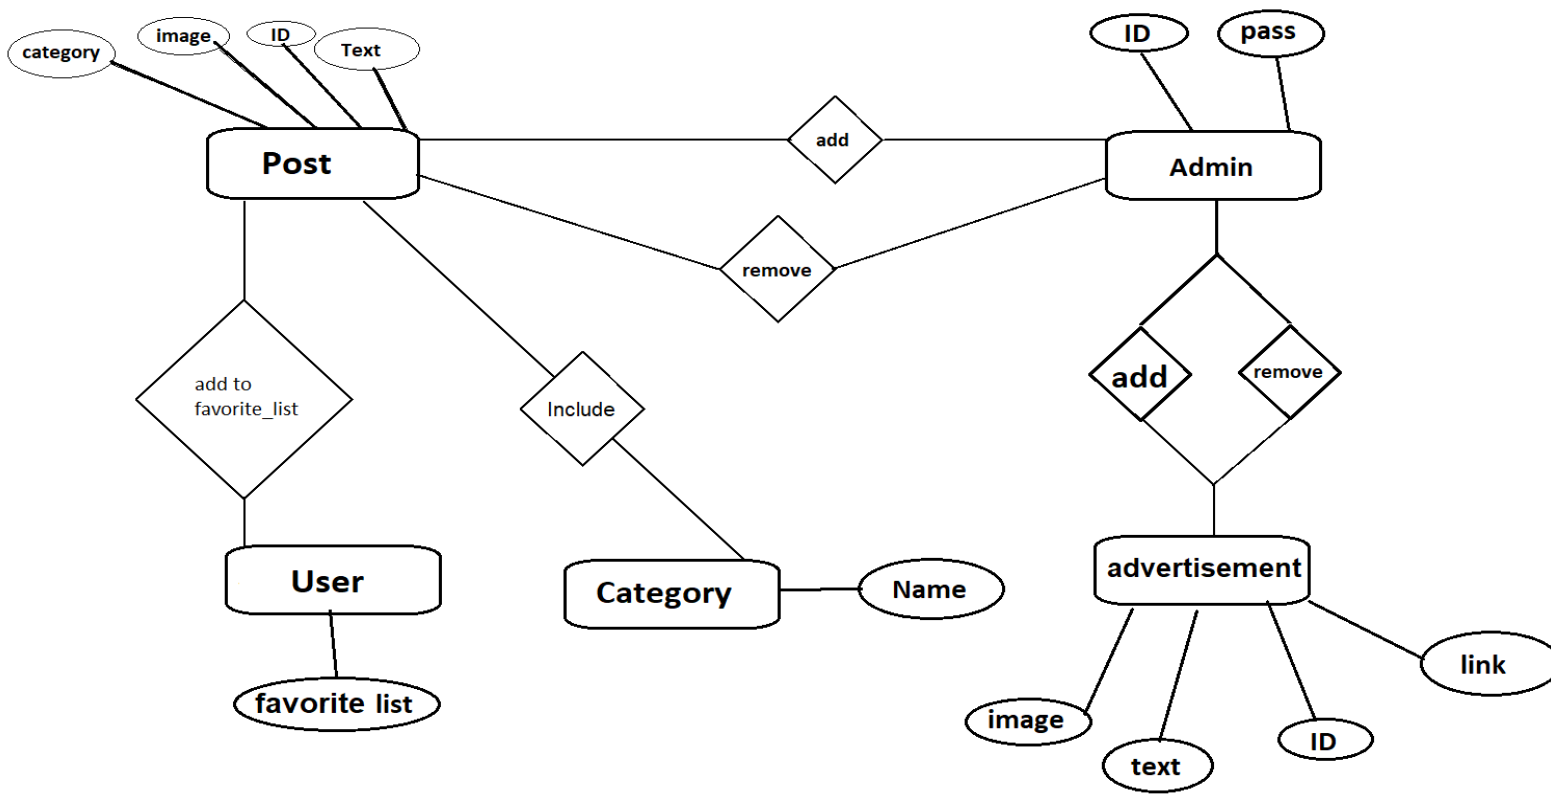 category
image
ID
Text
ID
pass
Post
add
Admin
remove
add to
favorite_list
Include
add
remove
User
Category
Name
advertisement
favorite list
image
text
ID
link